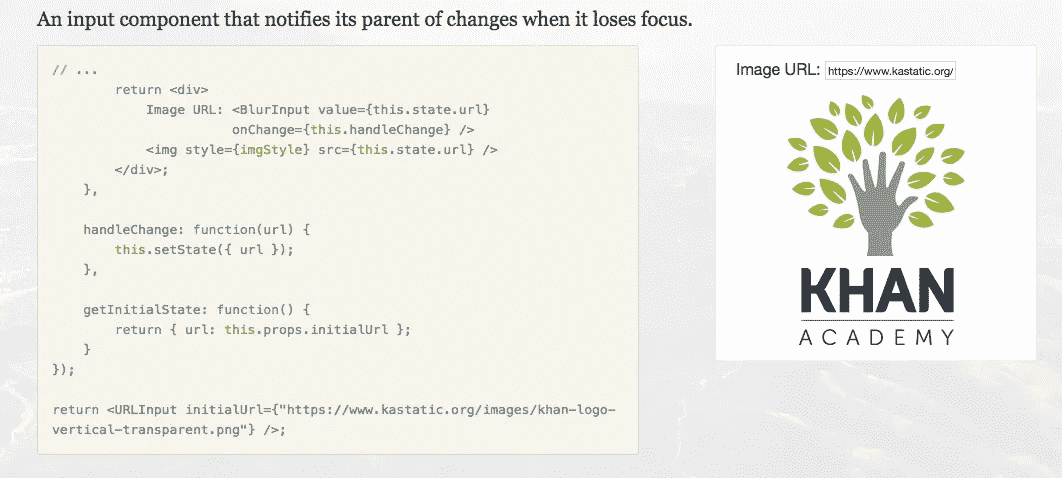 An input component that notifies its parent of changes when it loses focus.
// ...
return <div>
Image URL: <BlurInput value={this.state.url}
onChange={this.handleChange} />
<img style={imgStyle} src={this.state.url} />
</div>;
},
handleChange: function(url) {
this.setState({ url });
},
getInitialState: function() {
return { url: this.props.initialUrl };
}
});
return <URLInput initialUrl={"https://www.kastatic.org/images/khan-logo-
vertical-transparent.png"} />;
Image URL: https://www.kastatic.org/
KHAN
ACADEMY